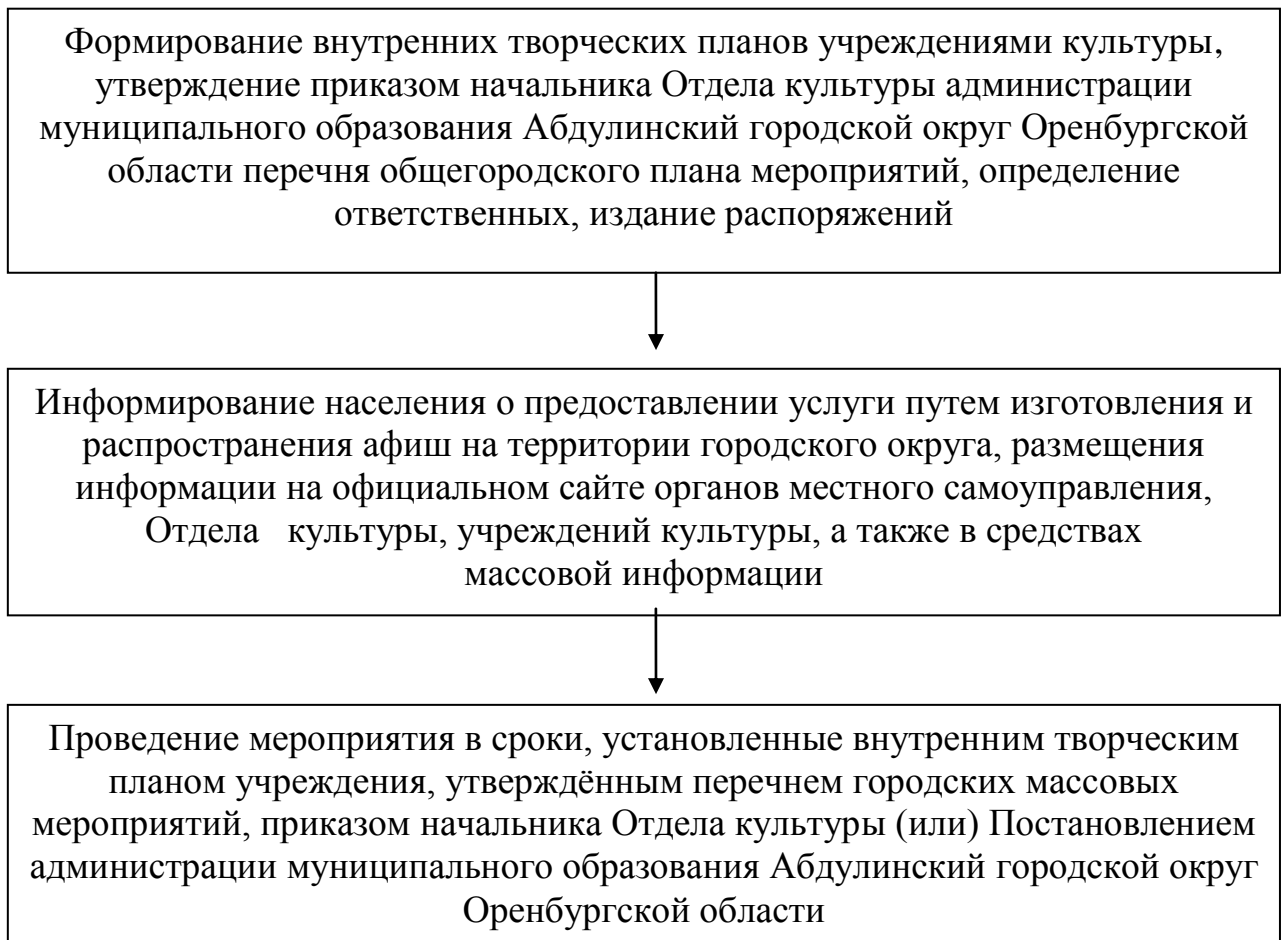 Формирование внутренних творческих планов учреждениями культуры,
утверждение приказом начальника Отдела культуры администрации
муниципального образования Абдулинский городской округ Оренбургской
области перечня общегородского плана мероприятий, определение
ответственных, издание распоряжений
Информирование населения о предоставлении услуги путем изготовления и
распространения афиш на территории городского округа, размещения
информации на официальном сайте органов местного самоуправления,
Отдела культуры, учреждений культуры, а также в средствах
массовой информации
Проведение мероприятия в сроки, установленные внутренним творческим
планом учреждения, утверждённым перечнем городских массовых
мероприятий, приказом начальника Отдела культуры (или) Постановлением
администрации муниципального образования Абдулинский городской округ
Оренбургской области